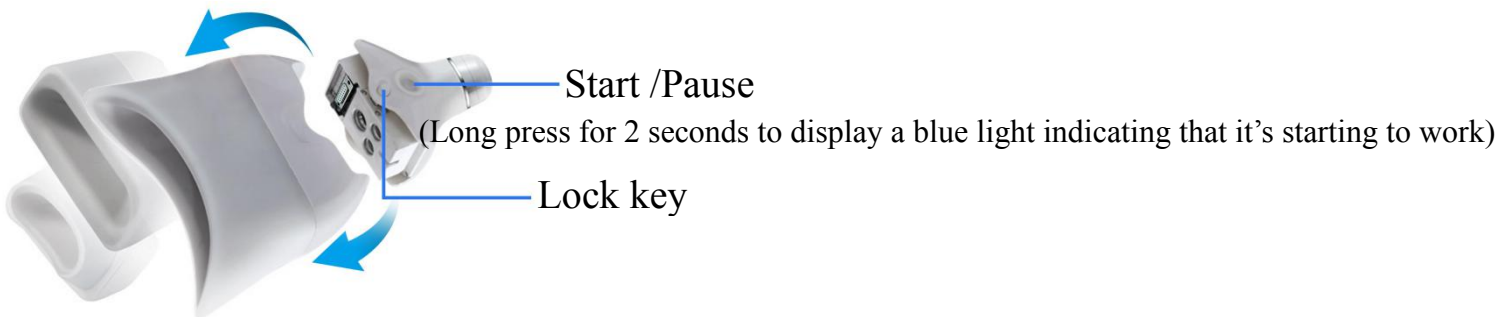 Start /Pause
(Long press for 2 seconds to display a blue light indicating that it’s starting to work)
Lock key